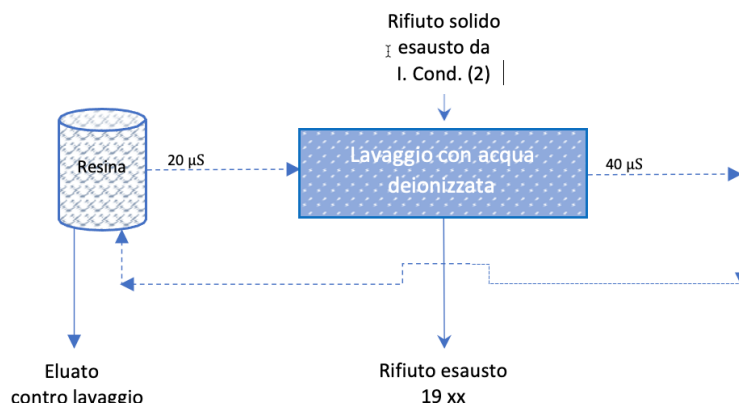 Rifiuto solido
esausto da
I. Cond. (2)
Resina
20 µS
Lavaggio con acqua
deionizzata
40 µS
Eluato
contro lavaggio
Rifiuto esausto
19 xx